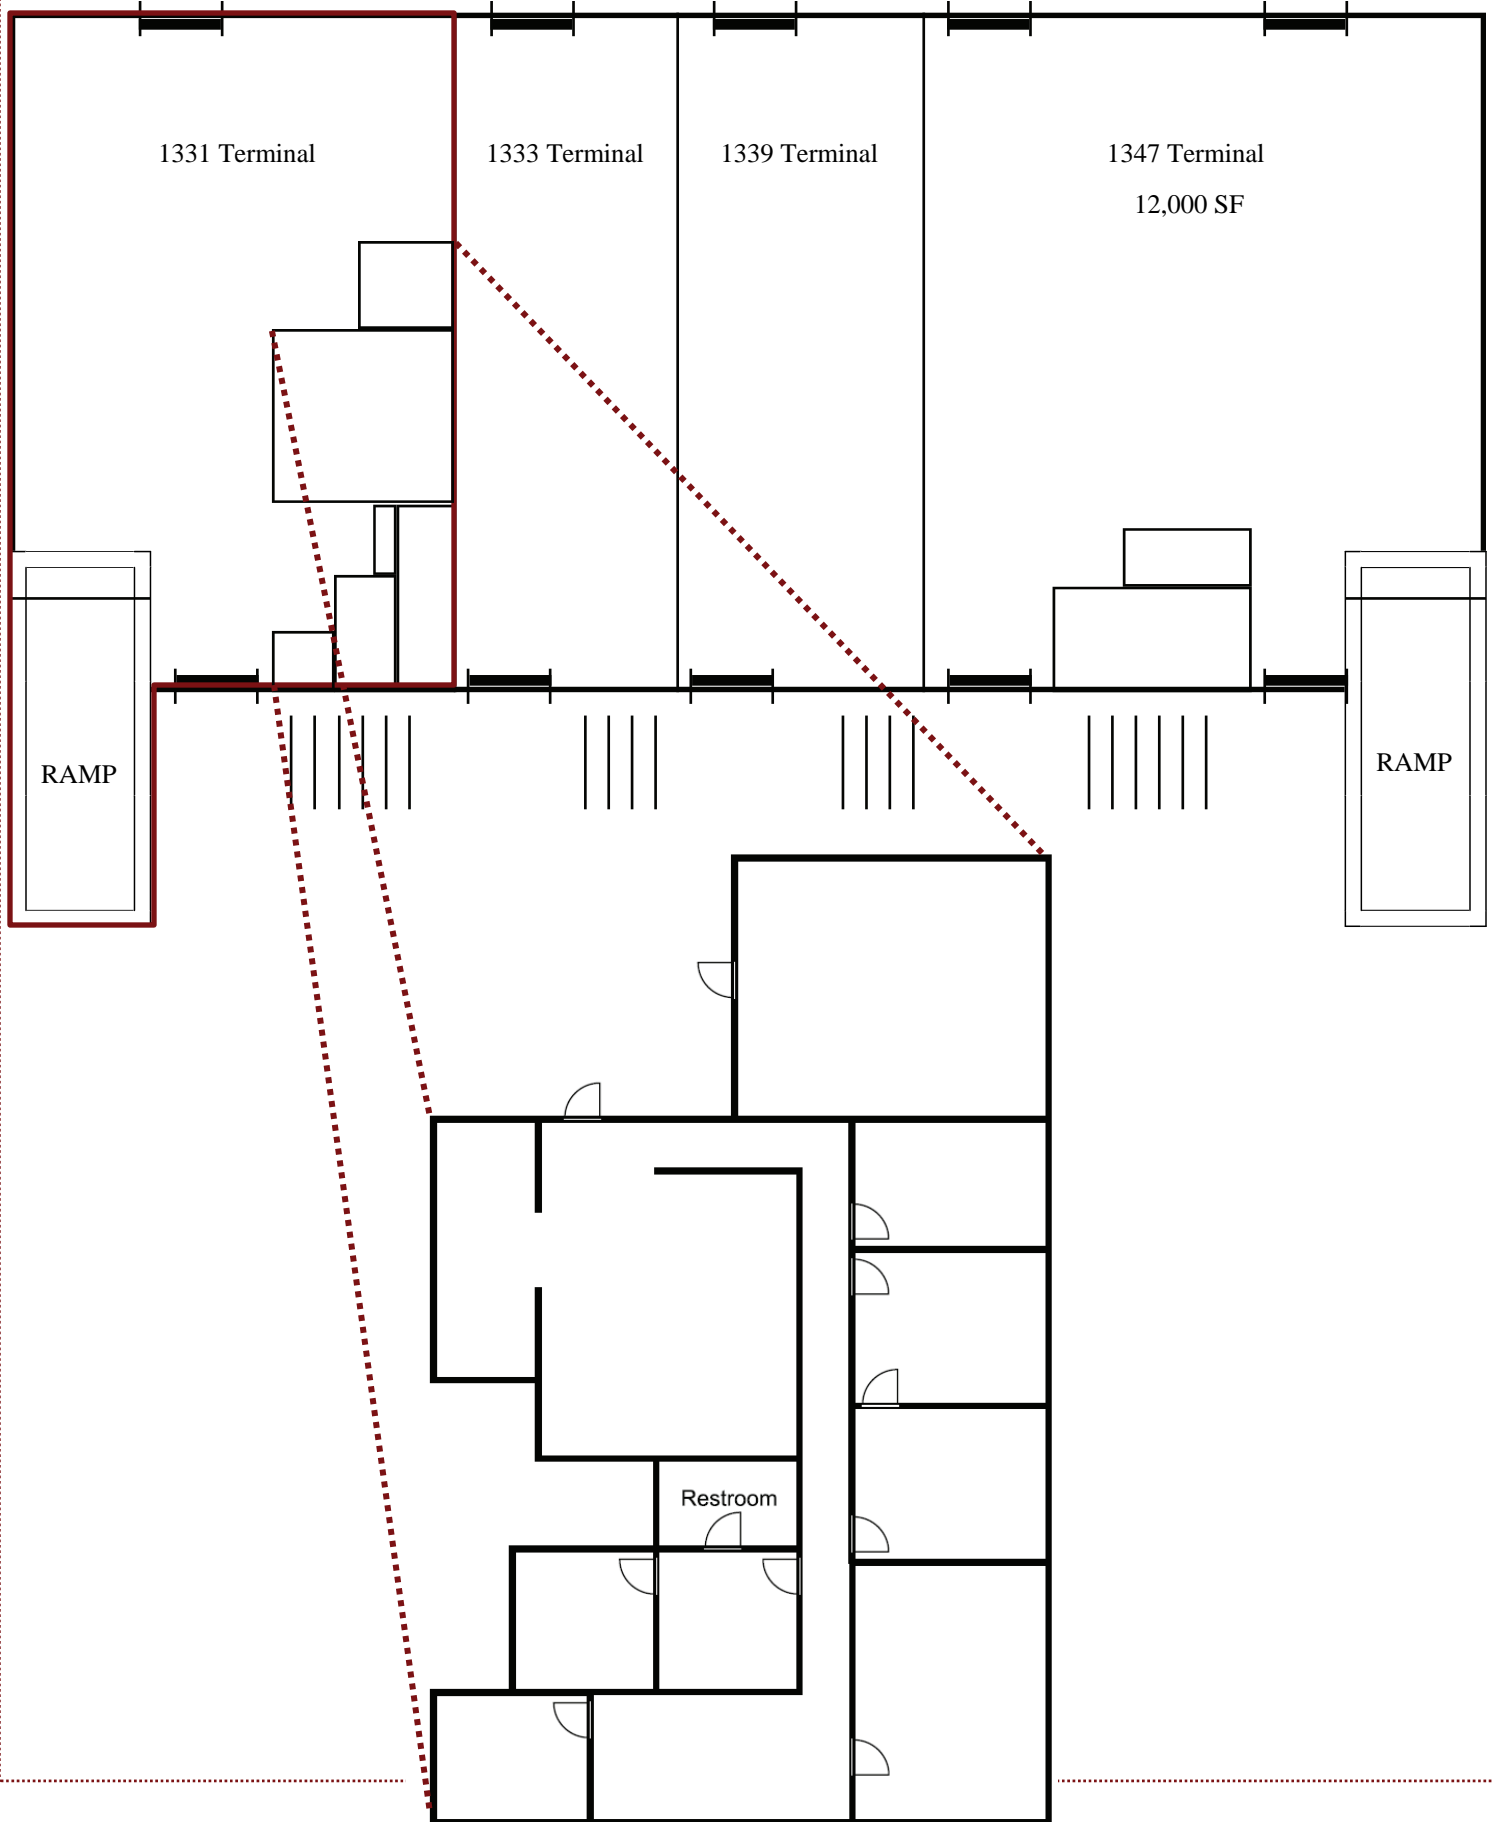 1331 Terminal
1333 Terminal
1339 Terminal
1347 Terminal
12,000 SF
RAMP
RAMP
Restroom